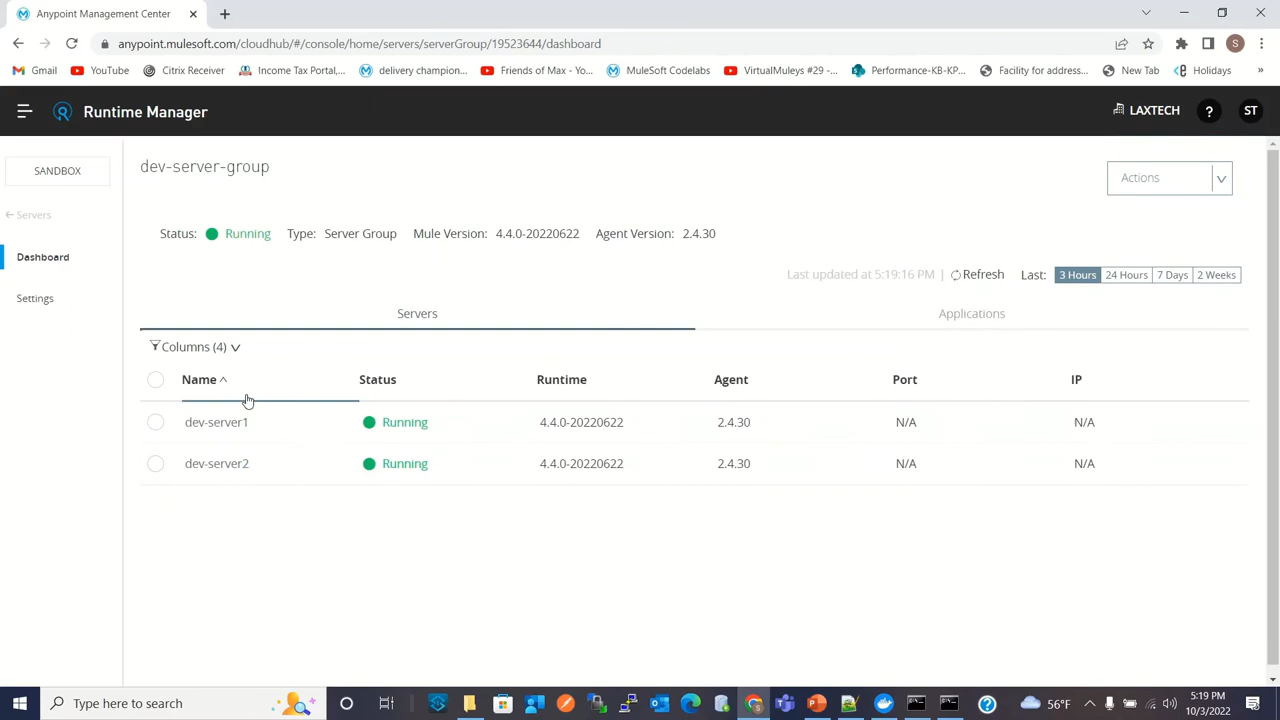 Anypoint Management Center
anypoint.mulesoft.com/cloudhub/#/console/home/servers/serverGroup/19523644/dashboard
S
Gmail YouTube Citrix Receiver Income Tax Portal,... delivery champion... Friends of Max - Yo... MuleSoft Codelabs VirtualMuleys #29 -... Performance-KB-KP... Facility for address... New Tab Holidays »
Runtime Manager LAXTECH ? ST
SANDBOX
Servers
Dashboard
Settings
dev-server-group
Actions
Status: Running Type: Server Group Mule Version: 4.4.0-20220622 Agent Version: 2.4.30
Last updated at 5:19:16 PM | Refresh Last: 3 Hours 24 Hours 7 Days 2 Weeks
Servers Applications
Columns (4)
Name Status Runtime Agent Port IP
dev-server1 Running 4.4.0-20220622 2.4.30 N/A N/A
dev-server2 Running 4.4.0-20220622 2.4.30 N/A N/A
Type here to search
56°F
5:19 PM
10/3/2022